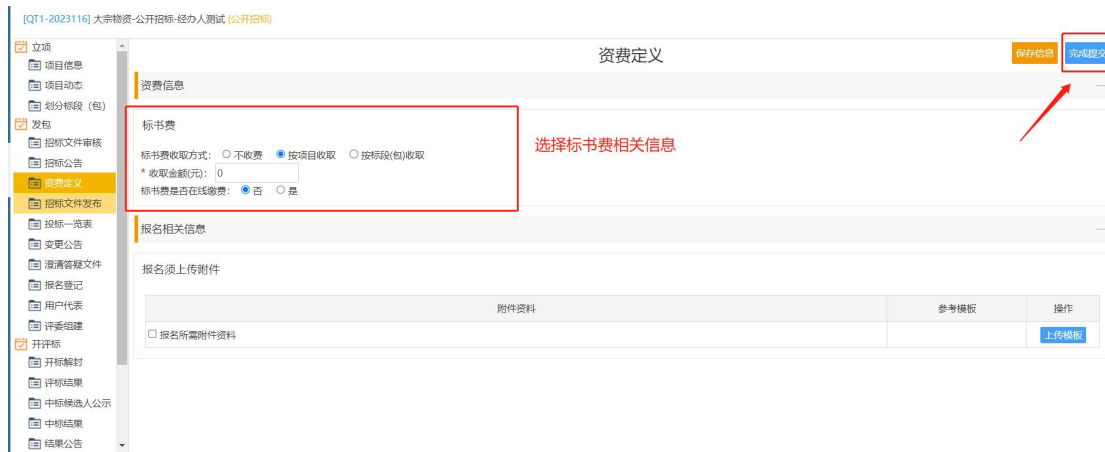 [QT1-2023116] 大宗物资-公开招标-经办人测试 (公开招标)
立项
项目信息
项目动态
划分标段（包）
发包
招标文件审核
招标公告
资费定义
招标文件发布
投标一览表
变更公告
澄清答疑文件
报名登记
用户代表
评委组建
开评标
开标解封
评标结果
中标候选人公示
中标结果
结果公告
资费定义
保存信息
完成提交
资费信息
标书费
标书费收取方式： 不收费 按项目收取 按标段(包)收取
* 收取金额(元)： 0
标书费是否在线缴费： 否 是
选择标书费相关信息
报名相关信息
报名须上传附件
附件资料 参考模板 操作
报名所需附件资料 上传模板